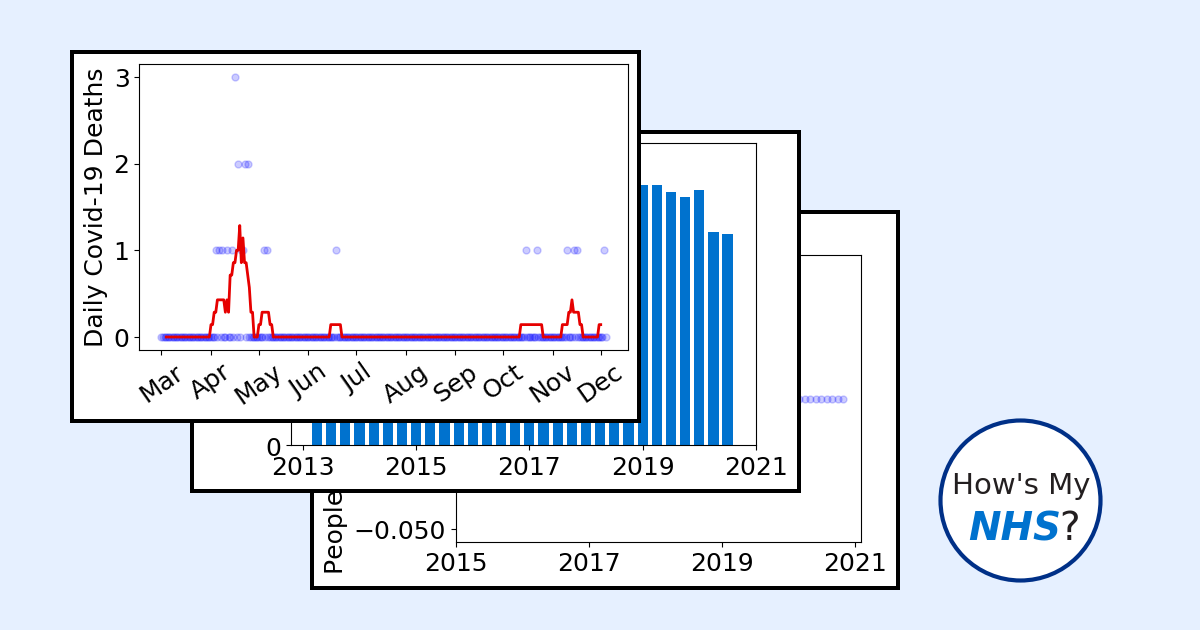 Daily Covid-19 Deaths
3
2
1
0
Mar Apr May Jun Jul Aug Sep Oct Nov Dec
0
2013 2015 2017 2019 2021
People
−0.050
2015 2017 2019 2021
How's My
NHS?